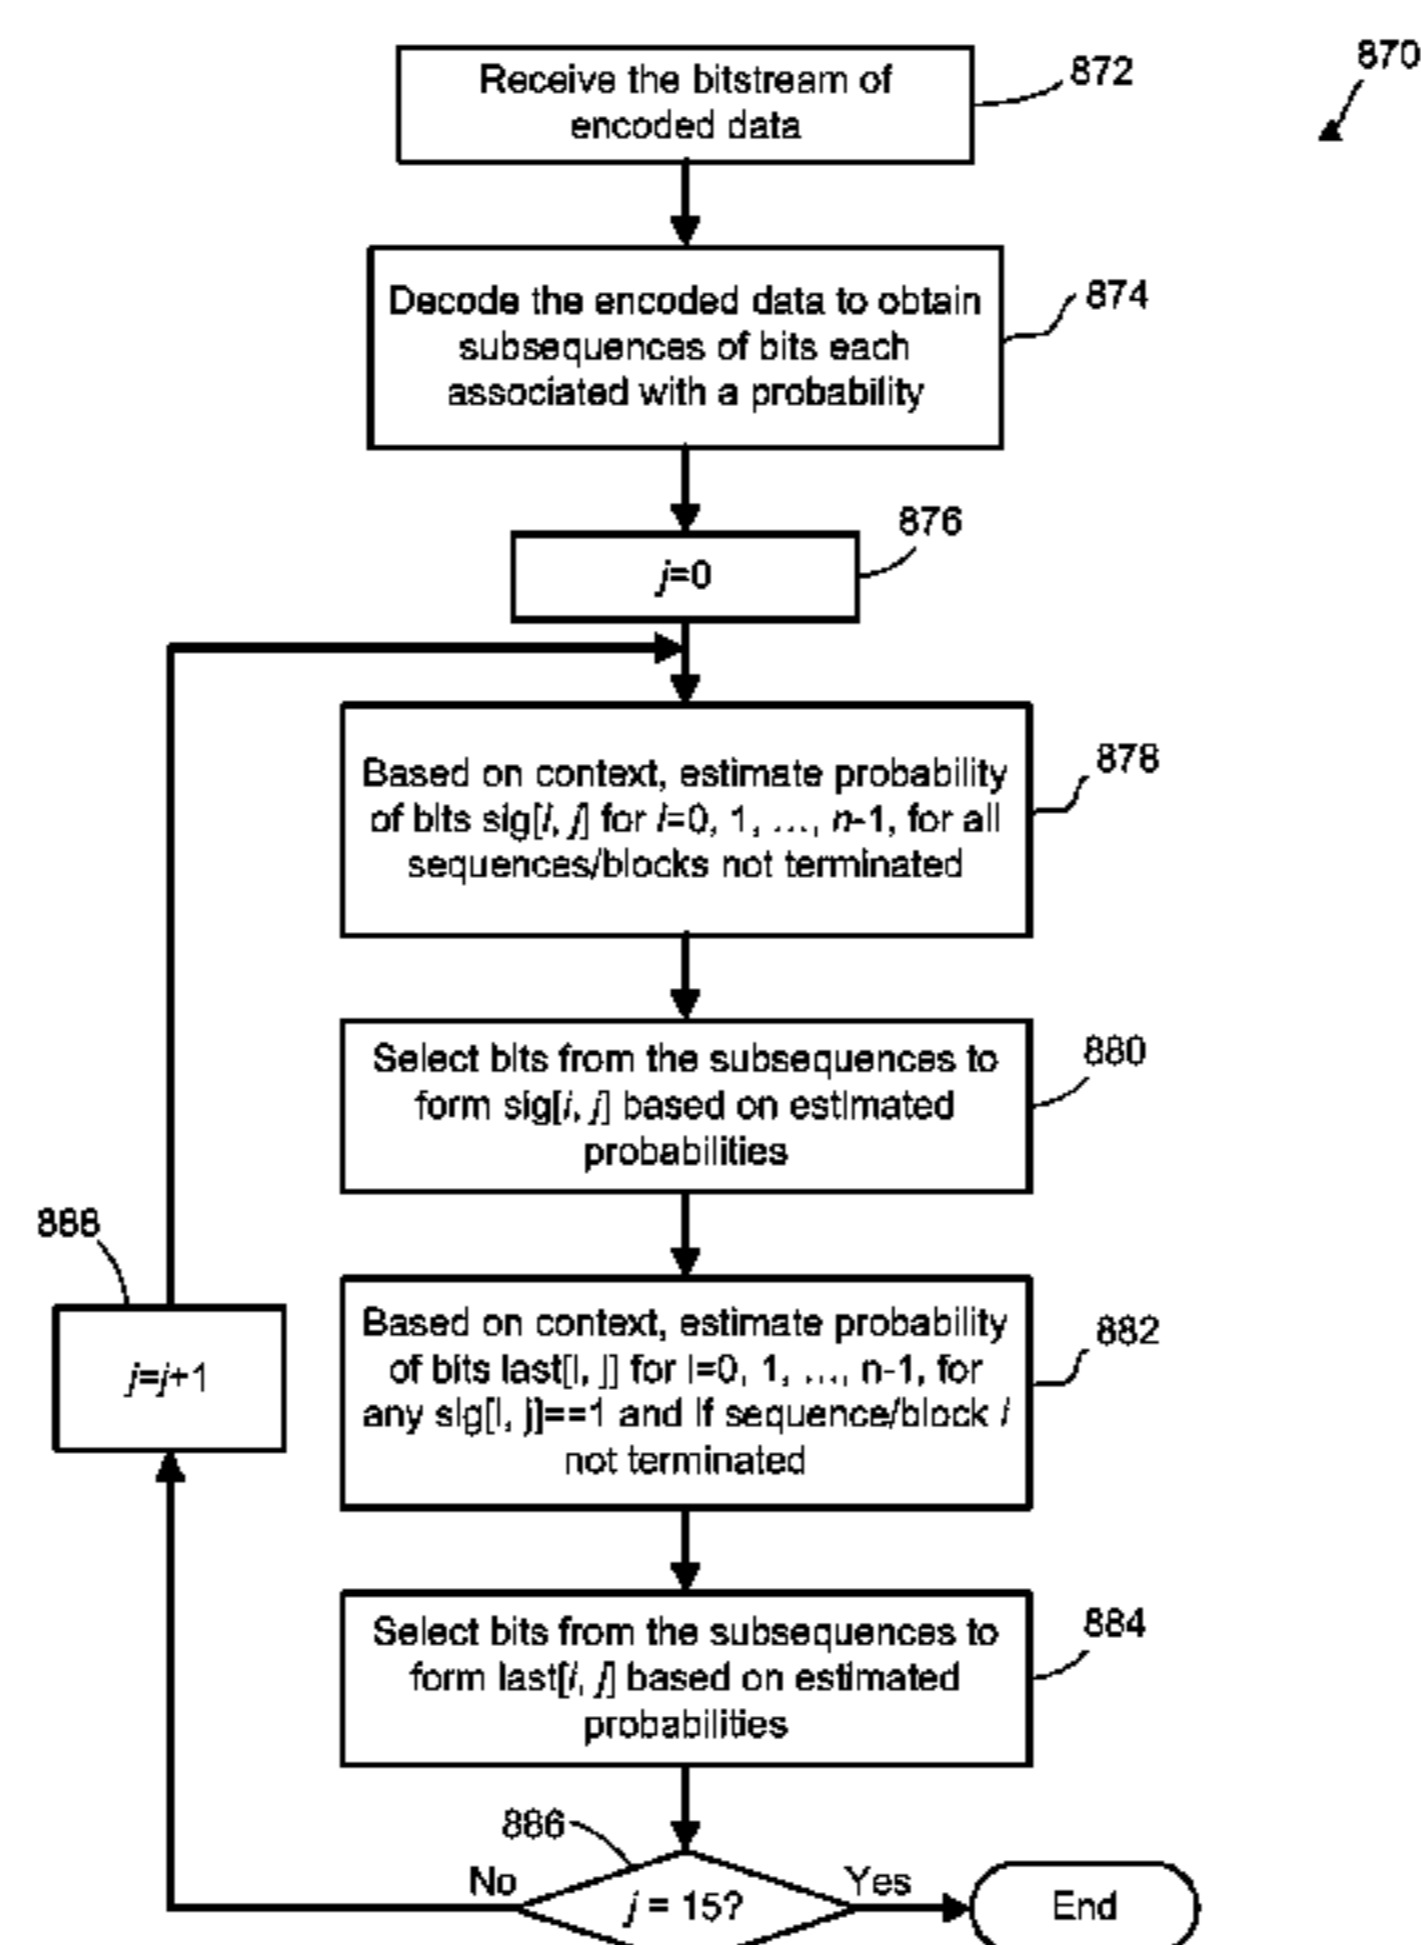 870
Receive the bitstream of
encoded data
872
Decode the encoded data to obtain
subsequences of bits each
associated with a probability
874
j=0
876
Based on context, estimate probability
of bits sig[i, j] for i=0, 1, ..., n-1, for all
sequences/blocks not terminated
878
Select bits from the subsequences to
form sig[i, j] based on estimated
probabilities
880
888
j=j+1
Based on context, estimate probability
of bits last[i, j] for i=0, 1, ..., n-1, for
any sig[i, j]==1 and if sequence/block i
not terminated
882
Select bits from the subsequences to
form last[i, j] based on estimated
probabilities
884
886
No
j = 15?
Yes
End